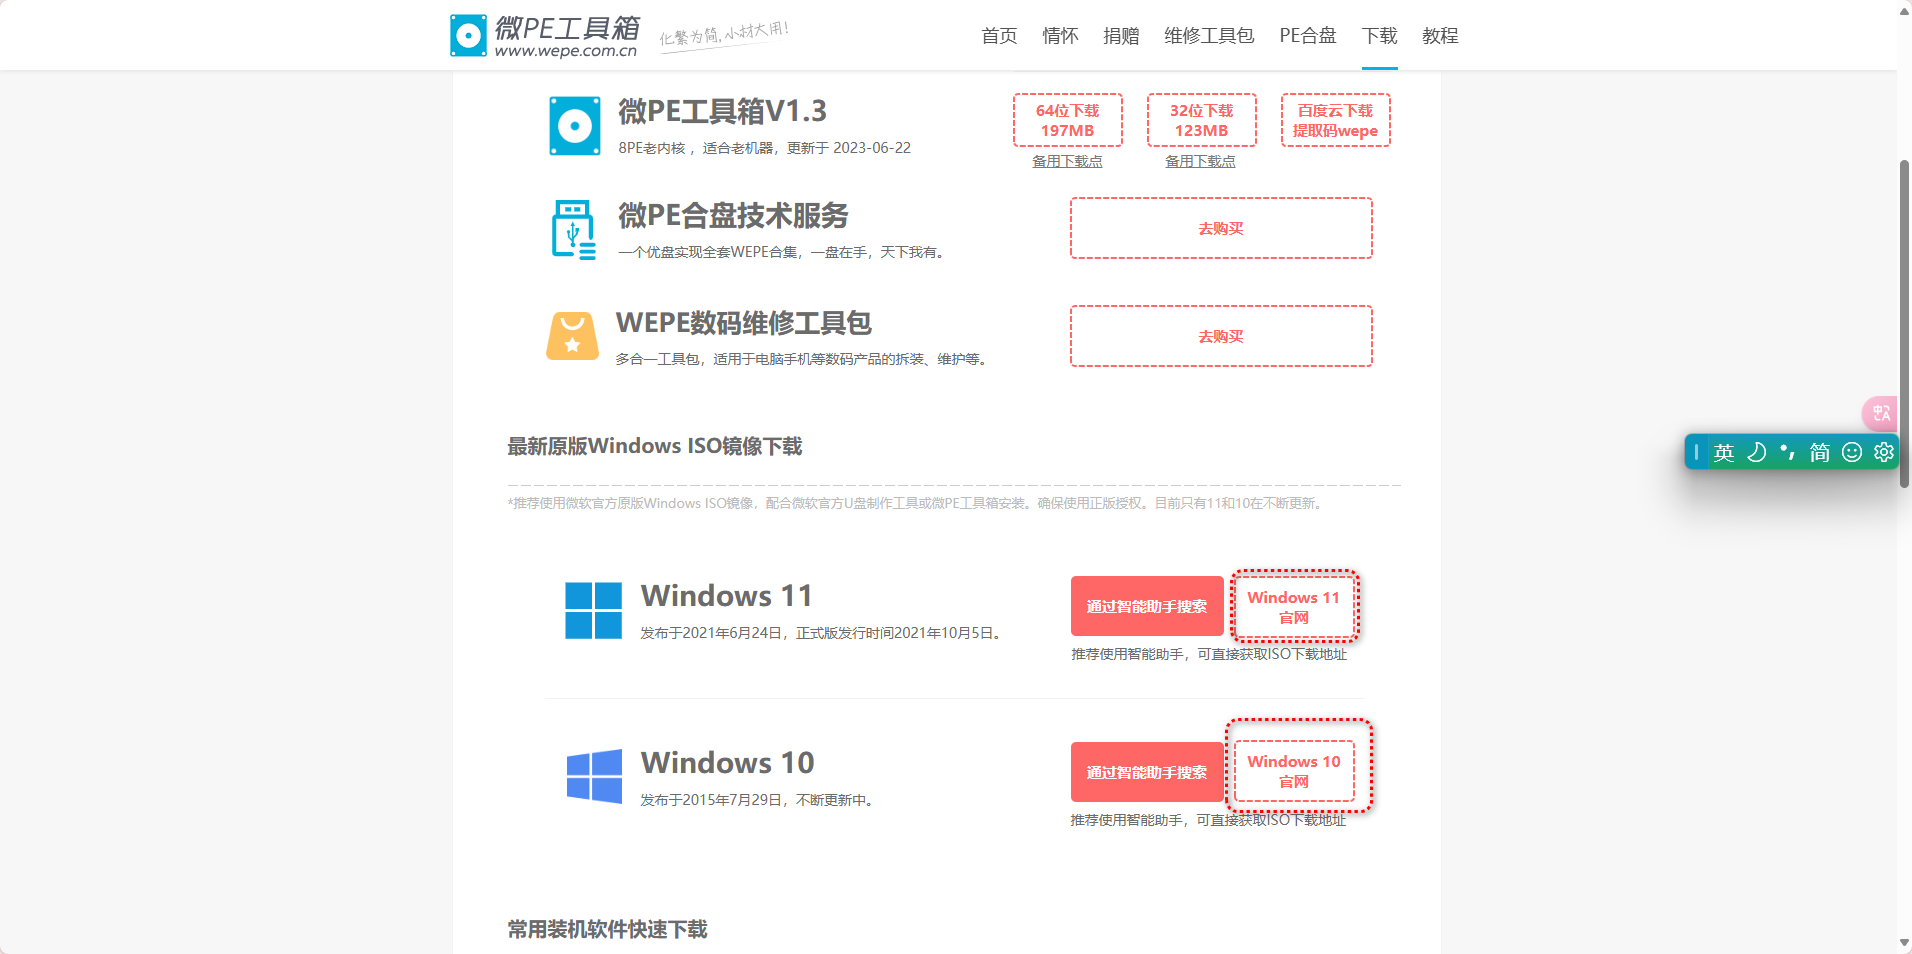 微PE工具箱
www.wepe.com.cn
化繁为简,小材大用!
首页 情怀 捐赠 维修工具包 PE合盘 下载 教程
微PE工具箱V1.3
8PE老内核 ，适合老机器，更新于 2023-06-22
64位下载
197MB
备用下载点
32位下载
123MB
备用下载点
百度云下载
提取码wepe
微PE合盘技术服务
一个优盘实现全套WEPE合集，一盘在手，天下我有。
去购买
WEPE数码维修工具包
多合一工具包，适用于电脑手机等数码产品的拆装、维护等。
去购买
英 简
最新原版Windows ISO镜像下载
*推荐使用微软官方原版Windows ISO镜像，配合微软官方U盘制作工具或微PE工具箱安装。确保使用正版授权。目前只有11和10在不断更新。
Windows 11
发布于2021年6月24日，正式版发行时间2021年10月5日。
通过智能助手搜索
Windows 11
官网
推荐使用智能助手，可直接获取ISO下载地址
Windows 10
发布于2015年7月29日，不断更新中。
通过智能助手搜索
Windows 10
官网
推荐使用智能助手，可直接获取ISO下载地址
常用装机软件快速下载